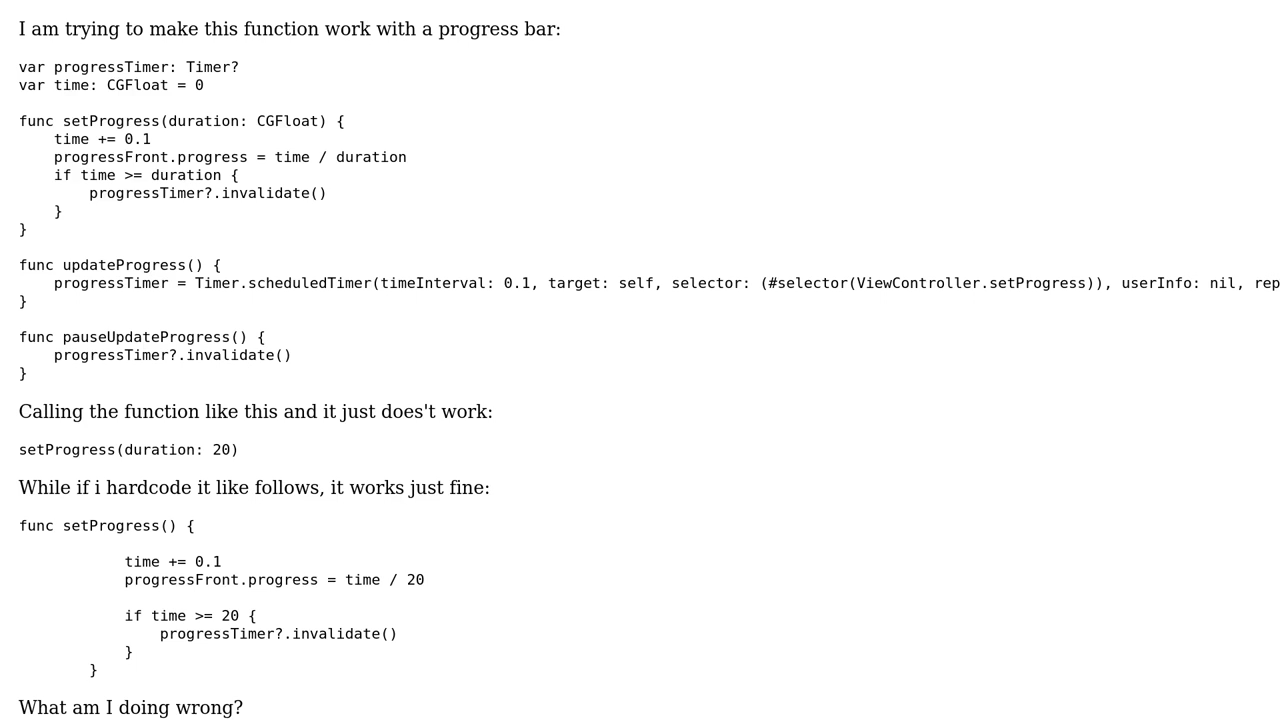 I am trying to make this function work with a progress bar:
var progressTimer: Timer?
var time: CGFloat = 0
func setProgress(duration: CGFloat) {
    time += 0.1
    progressFront.progress = time / duration
    if time >= duration {
        progressTimer?.invalidate()
    }
}
func updateProgress() {
    progressTimer = Timer.scheduledTimer(timeInterval: 0.1, target: self, selector: (#selector(ViewController.setProgress)), userInfo: nil, rep
}
func pauseUpdateProgress() {
    progressTimer?.invalidate()
}
Calling the function like this and it just does't work:
setProgress(duration: 20)
While if i hardcode it like follows, it works just fine:
func setProgress() {
            time += 0.1
            progressFront.progress = time / 20
            if time >= 20 {
                progressTimer?.invalidate()
            }
        }
What am I doing wrong?